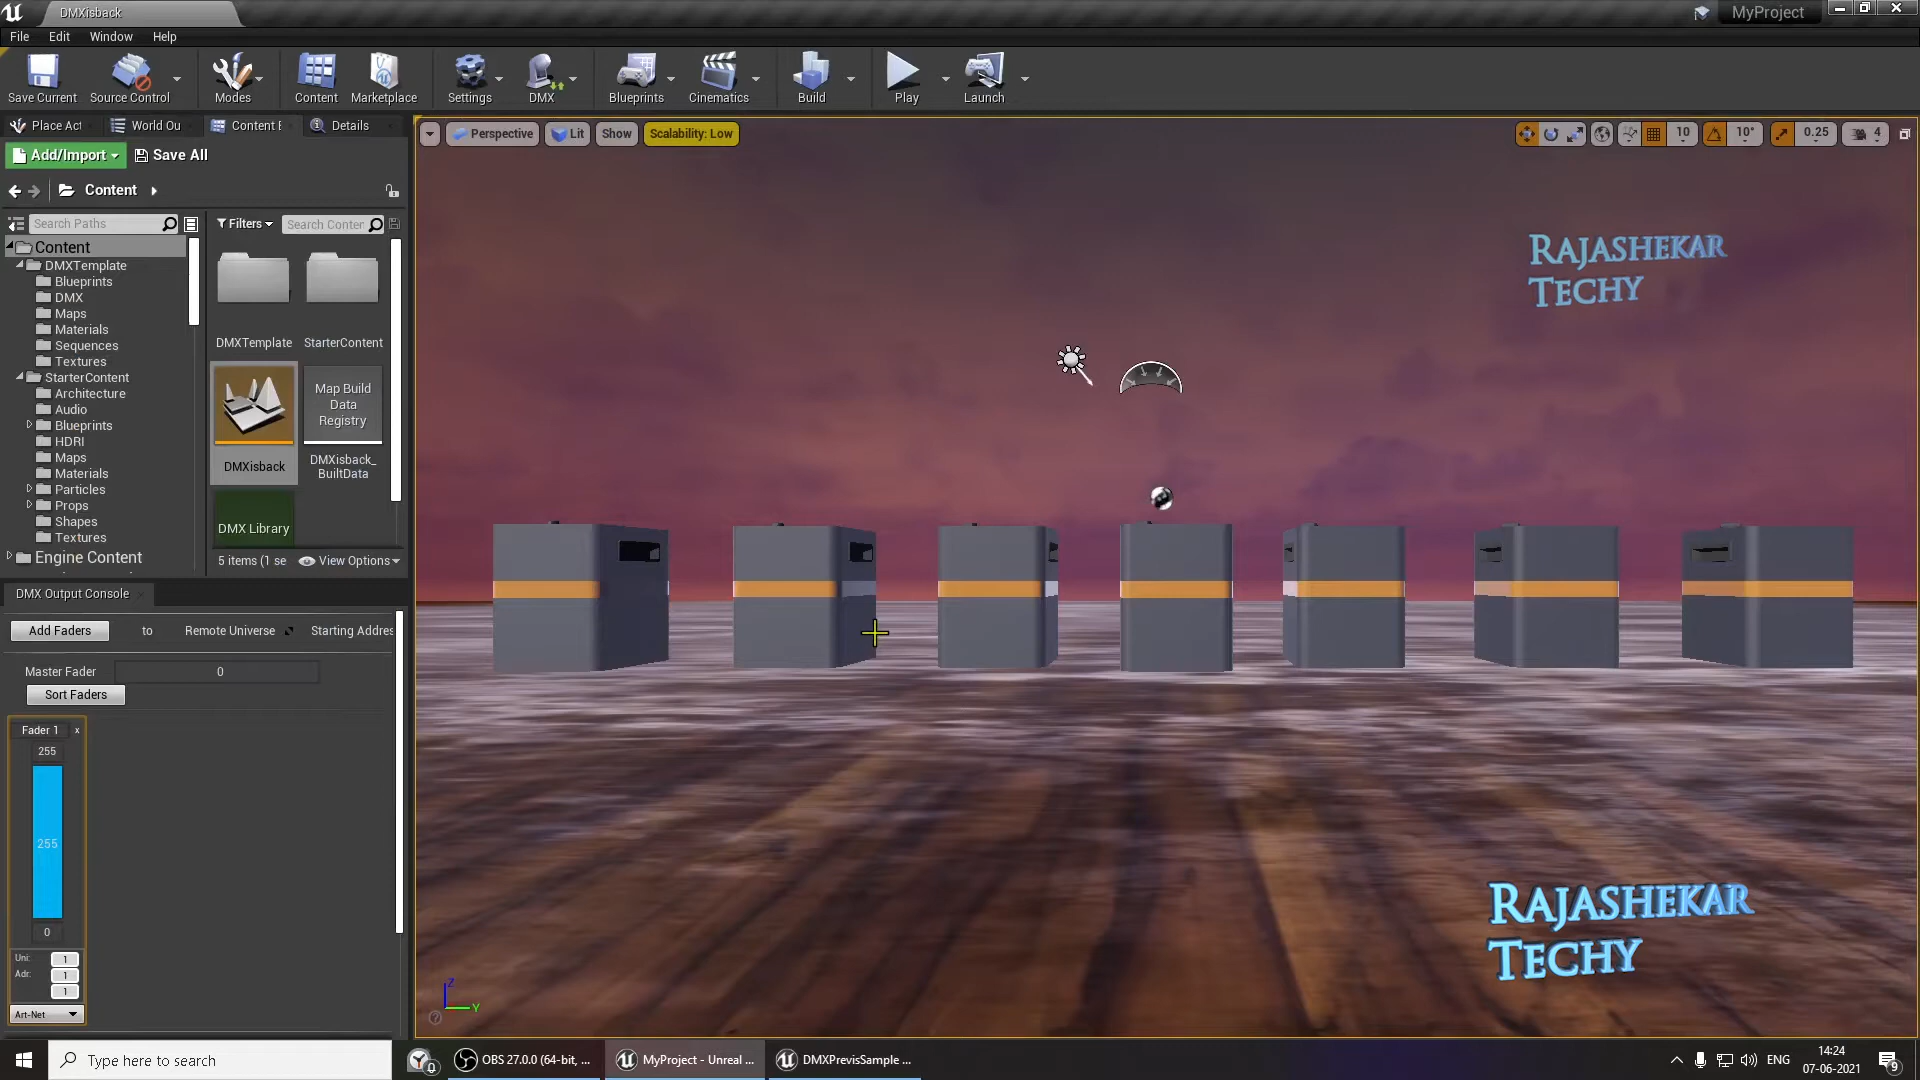 DMXisback
MyProject
File Edit Window Help
Save Current Source Control Modes Content Marketplace Settings DMX Blueprints Cinematics Build Play Launch
Place Act World Ou Content E Details
Perspective Lit Show Scalability: Low 10 10° 0.25 4
Add/Import Save All
Content
Search Paths Filters Search Conter
Content
DMXTemplate
Blueprints
DMX
Maps
Materials
Sequences
Textures
StarterContent
Architecture
Audio
Blueprints
HDRI
Maps
Materials
Particles
Props
Shapes
Textures
Engine Content
DMXTemplate StarterContent
Map Build
Data
Registry
DMXisback
DMXisback_
BuiltData
DMX Library
5 items (1 se View Options
RAJASHEKAR
TECHY
DMX Output Console
Add Faders to Remote Universe Starting Addres
Master Fader 0
Sort Faders
Fader 1 x
255
255
0
Uni: 1
Adr: 1
1
Art-Net
RAJASHEKAR
TECHY
Z
Y
Type here to search
OBS 27.0.0 (64-bit, ...
MyProject - Unreal ...
DMXPrevisSample ...
ENG
14:24
07-06-2021
9